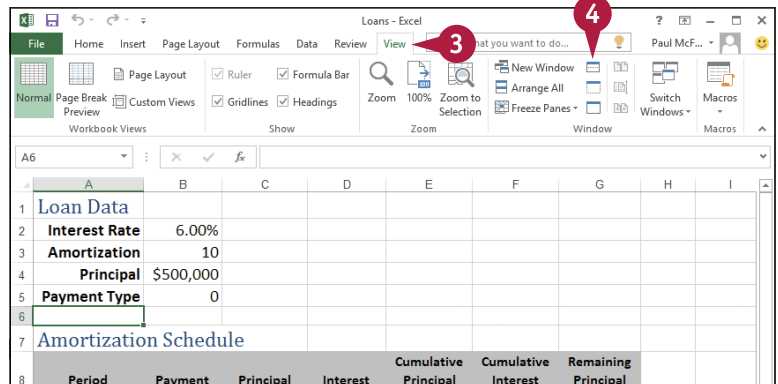 4
Loans - Excel
?
File Home Insert Page Layout Formulas Data Review View 3 hat you want to do... Paul McF...
Normal Page Break Preview Page Layout Custom Views
Ruler Formula Bar
Gridlines Headings
Zoom 100% Zoom to Selection
New Window
Arrange All
Freeze Panes
Switch Windows
Macros
Workbook Views Show Zoom Window Macros
A6 fx
A B C D E F G H I
1 Loan Data
2 Interest Rate 6.00%
3 Amortization 10
4 Principal $500,000
5 Payment Type 0
6
7 Amortization Schedule
Cumulative Cumulative Remaining
8 Period Payment Principal Interest Principal Interest Principal